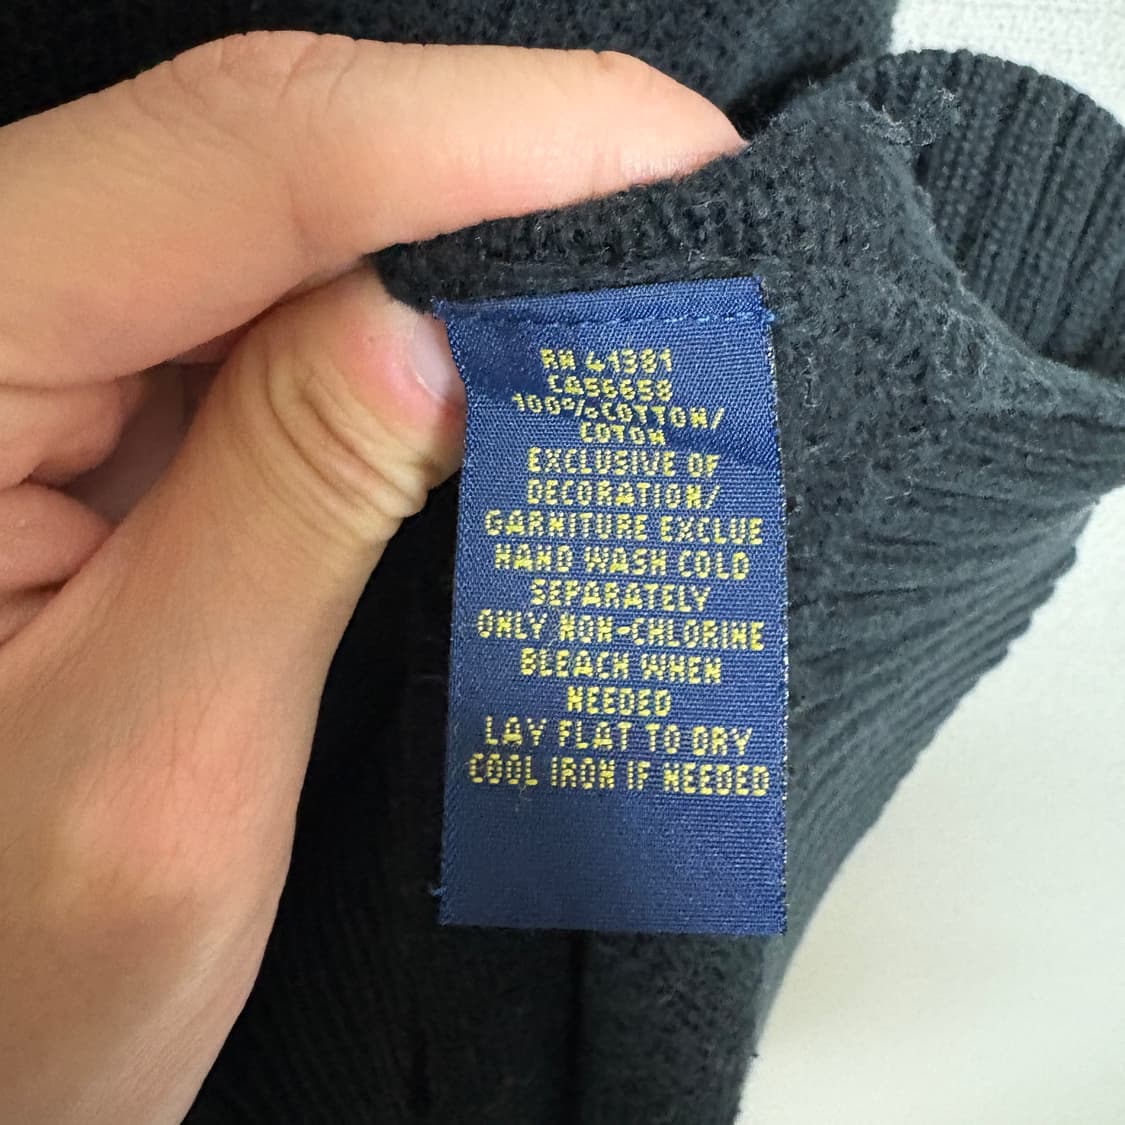 RN 41381
CA56658
100%COTTON/
COTON
EXCLUSIVE OF
DECORATION/
GARNITURE EXCLUE
HAND WASH COLD
SEPARATELY
ONLY NON-CHLORINE
BLEACH WHEN
NEEDED
LAY FLAT TO DRY
COOL IRON IF NEEDED